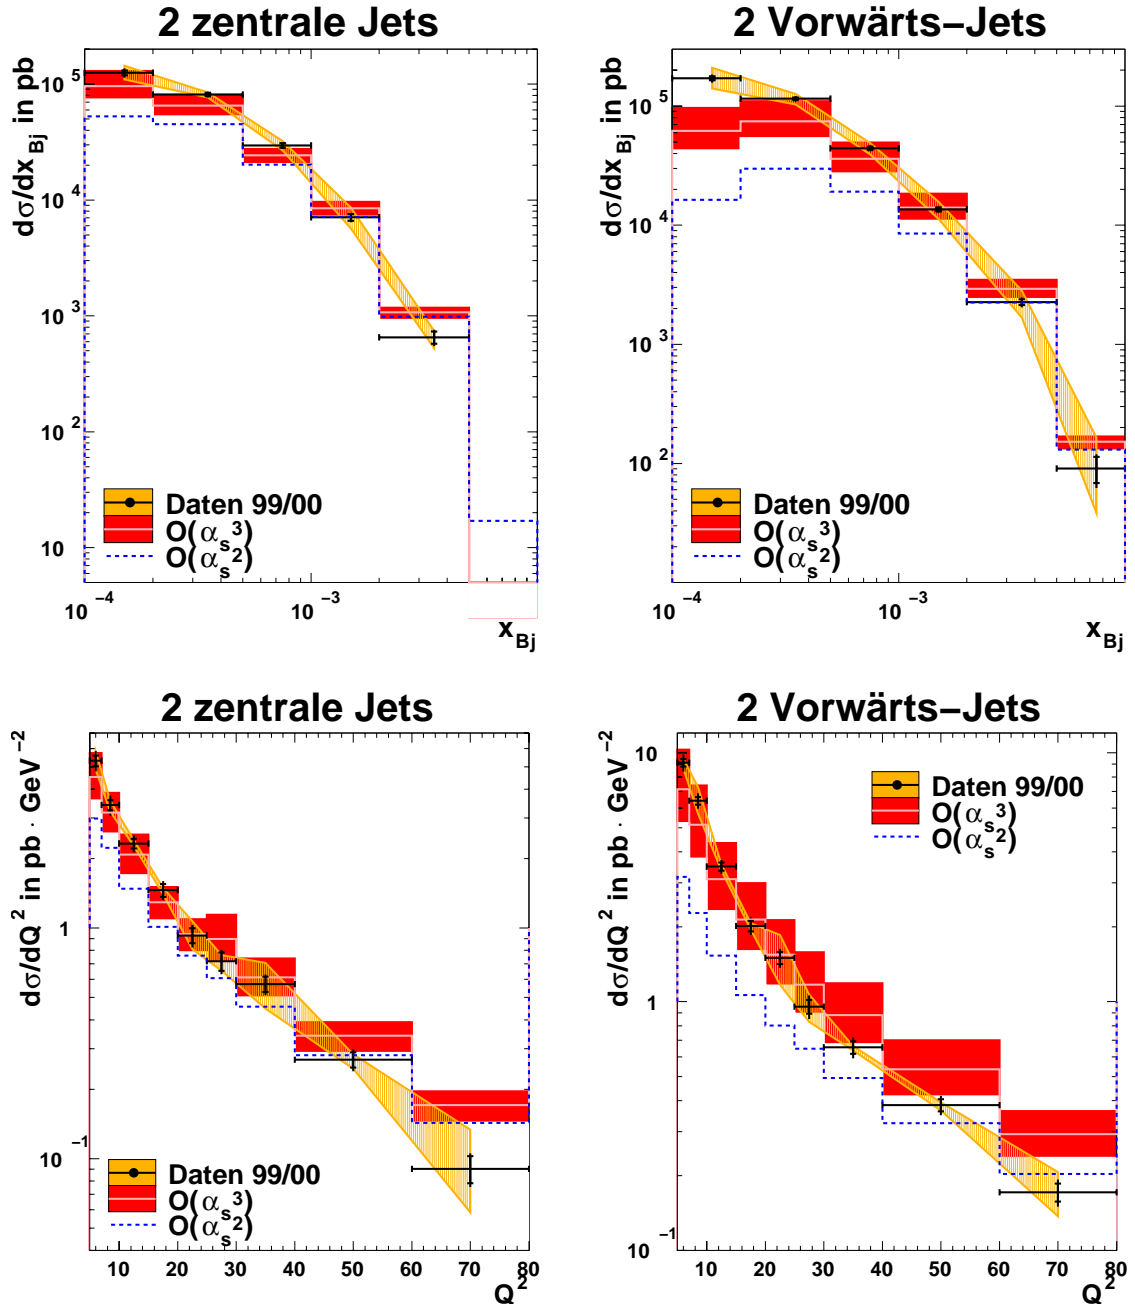 2 zentrale Jets
dσ/dx_Bj in pb
10^5
10^4
10^3
10^2
10
Daten 99/00
O(α_s^3)
O(α_s^2)
10^-4
10^-3
x_Bj
2 Vorwärts-Jets
dσ/dx_Bj in pb
10^5
10^4
10^3
10^2
Daten 99/00
O(α_s^3)
O(α_s^2)
10^-4
10^-3
x_Bj
2 zentrale Jets
dσ/dQ^2 in pb · GeV^-2
1
10^-1
Daten 99/00
O(α_s^3)
O(α_s^2)
10 20 30 40 50 60 70 80
Q^2
2 Vorwärts-Jets
dσ/dQ^2 in pb · GeV^-2
10
1
10^-1
Daten 99/00
O(α_s^3)
O(α_s^2)
10 20 30 40 50 60 70 80
Q^2